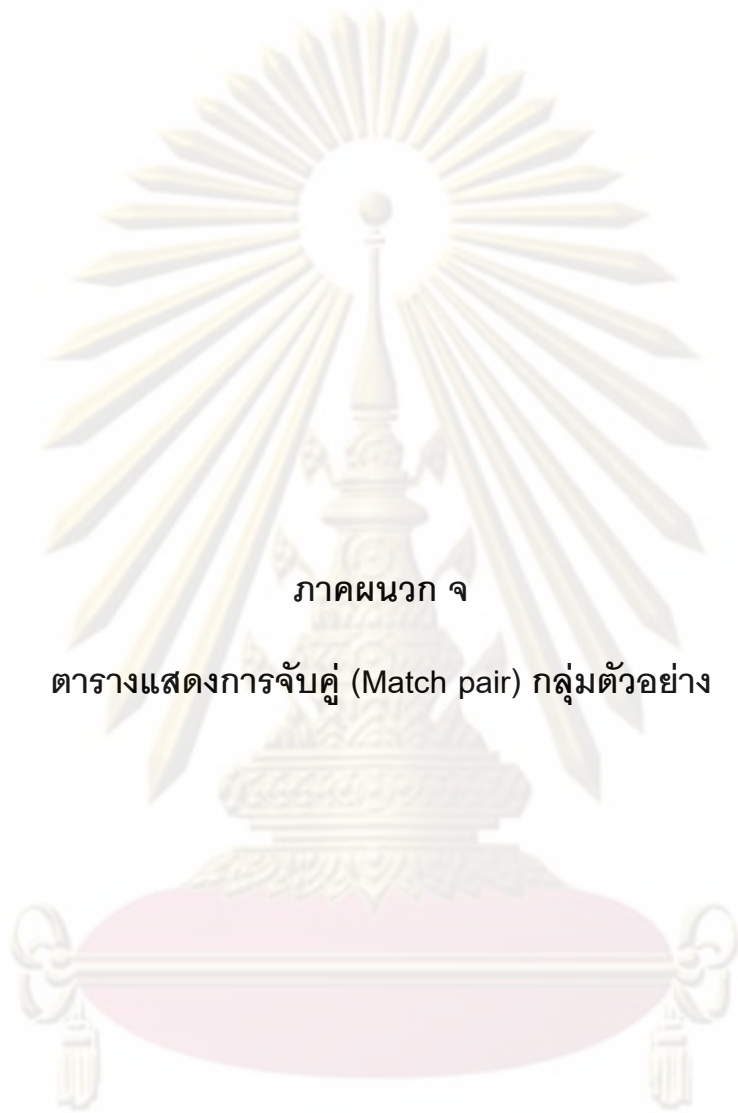 ภาคผนวก จ
ตารางแสดงการจับคู่ (Match pair) กลุ่มตัวอย่าง